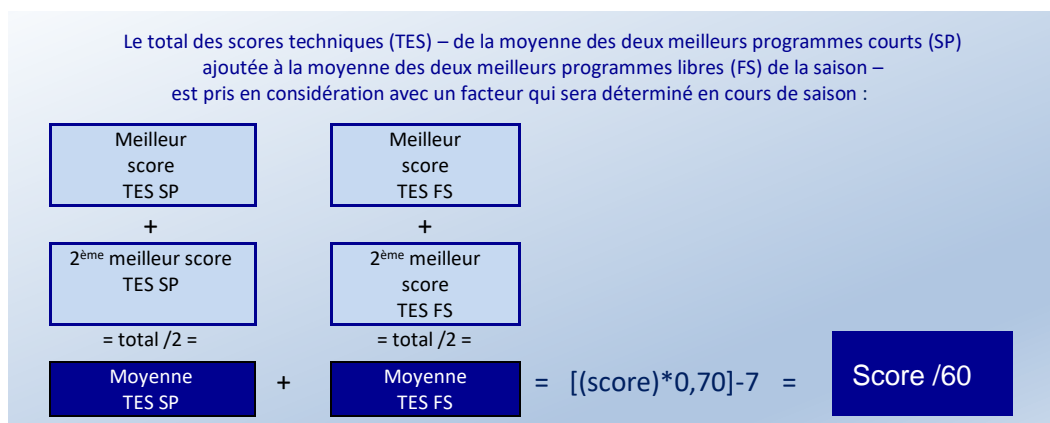 Le total des scores techniques (TES) – de la moyenne des deux meilleurs programmes courts (SP)
ajoutée à la moyenne des deux meilleurs programmes libres (FS) de la saison –
est pris en considération avec un facteur qui sera déterminé en cours de saison :
Meilleur
score
TES SP
+
2ème meilleur score
TES SP
= total /2 =
Moyenne
TES SP
+
Meilleur
score
TES FS
+
2ème meilleur
score
TES FS
= total /2 =
Moyenne
TES FS
= [(score)*0,70]-7 =
Score /60